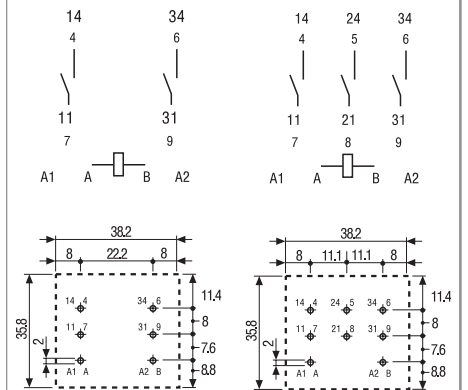 14 34 14 24 34
4 6 4 5 6
11 31 11 21 31
7 9 7 8 9
A1 A B A2 A1 A B A2
38.2 38.2
8 22.2 8 8 11.1 11.1 8
11.4 11.4
35.8 14 4 34 6 35.8 14 4 24 5 34 6
8 8
11 7 31 9 11 7 21 8 31 9
2 7.6 2 7.6
A1 A A2 B 8.8 A1 A A2 B 8.8